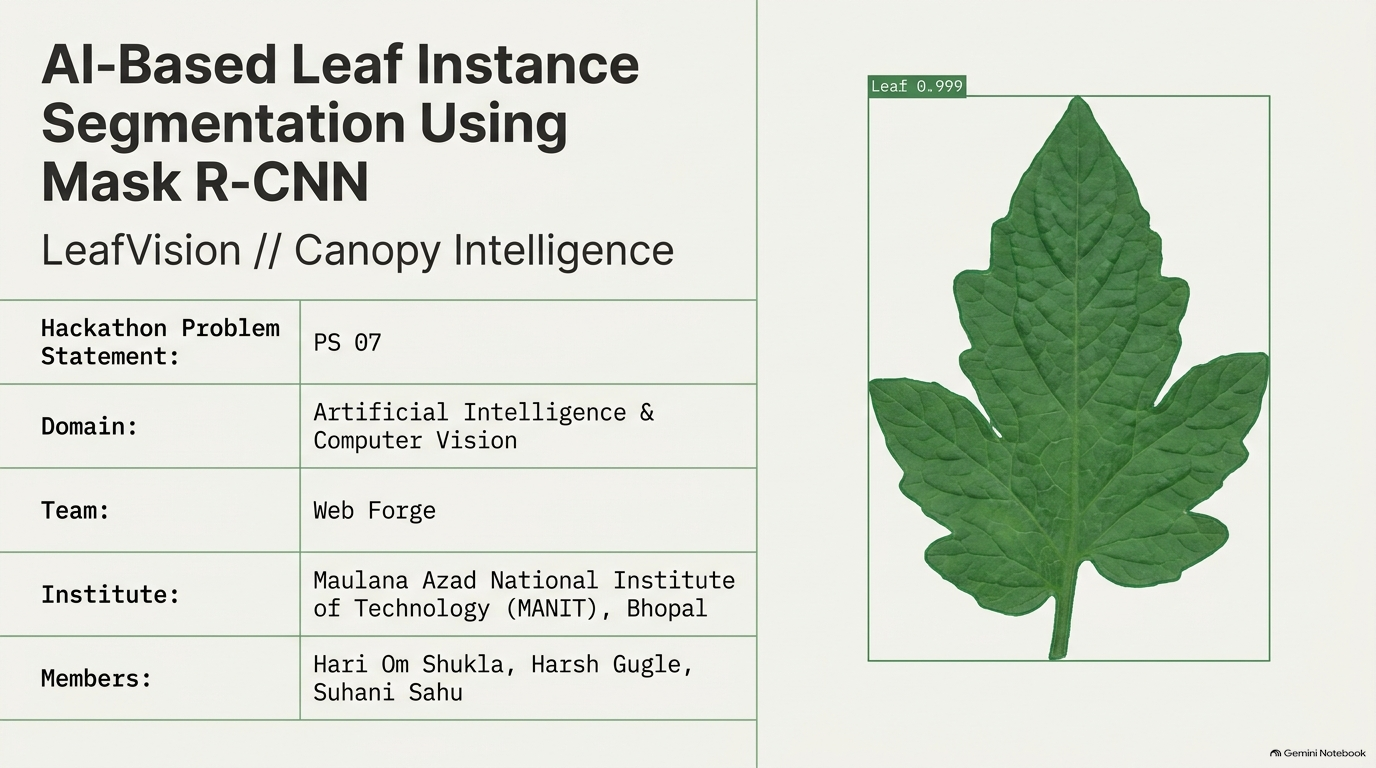 AI-Based Leaf Instance
Segmentation Using
Mask R-CNN
LeafVision // Canopy Intelligence
Hackathon Problem
Statement:
PS 07
Domain:
Artificial Intelligence &
Computer Vision
Team:
Web Forge
Institute:
Maulana Azad National Institute
of Technology (MANIT), Bhopal
Members:
Hari Om Shukla, Harsh Gugle,
Suhani Sahu
Leaf 0.999
Gemini Notebook